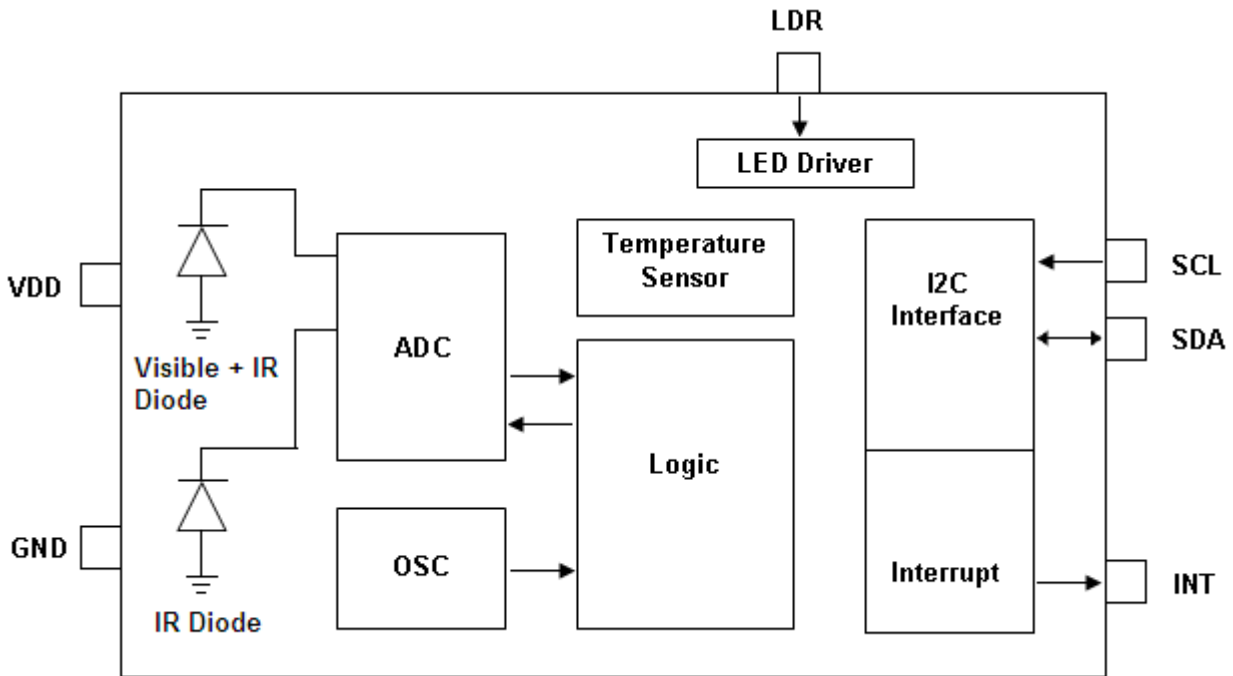 LDR
LED Driver
Temperature
Sensor
VDD
Visible + IR
Diode
ADC
I2C
Interface
SCL
SDA
Logic
GND
IR Diode
OSC
Interrupt
INT